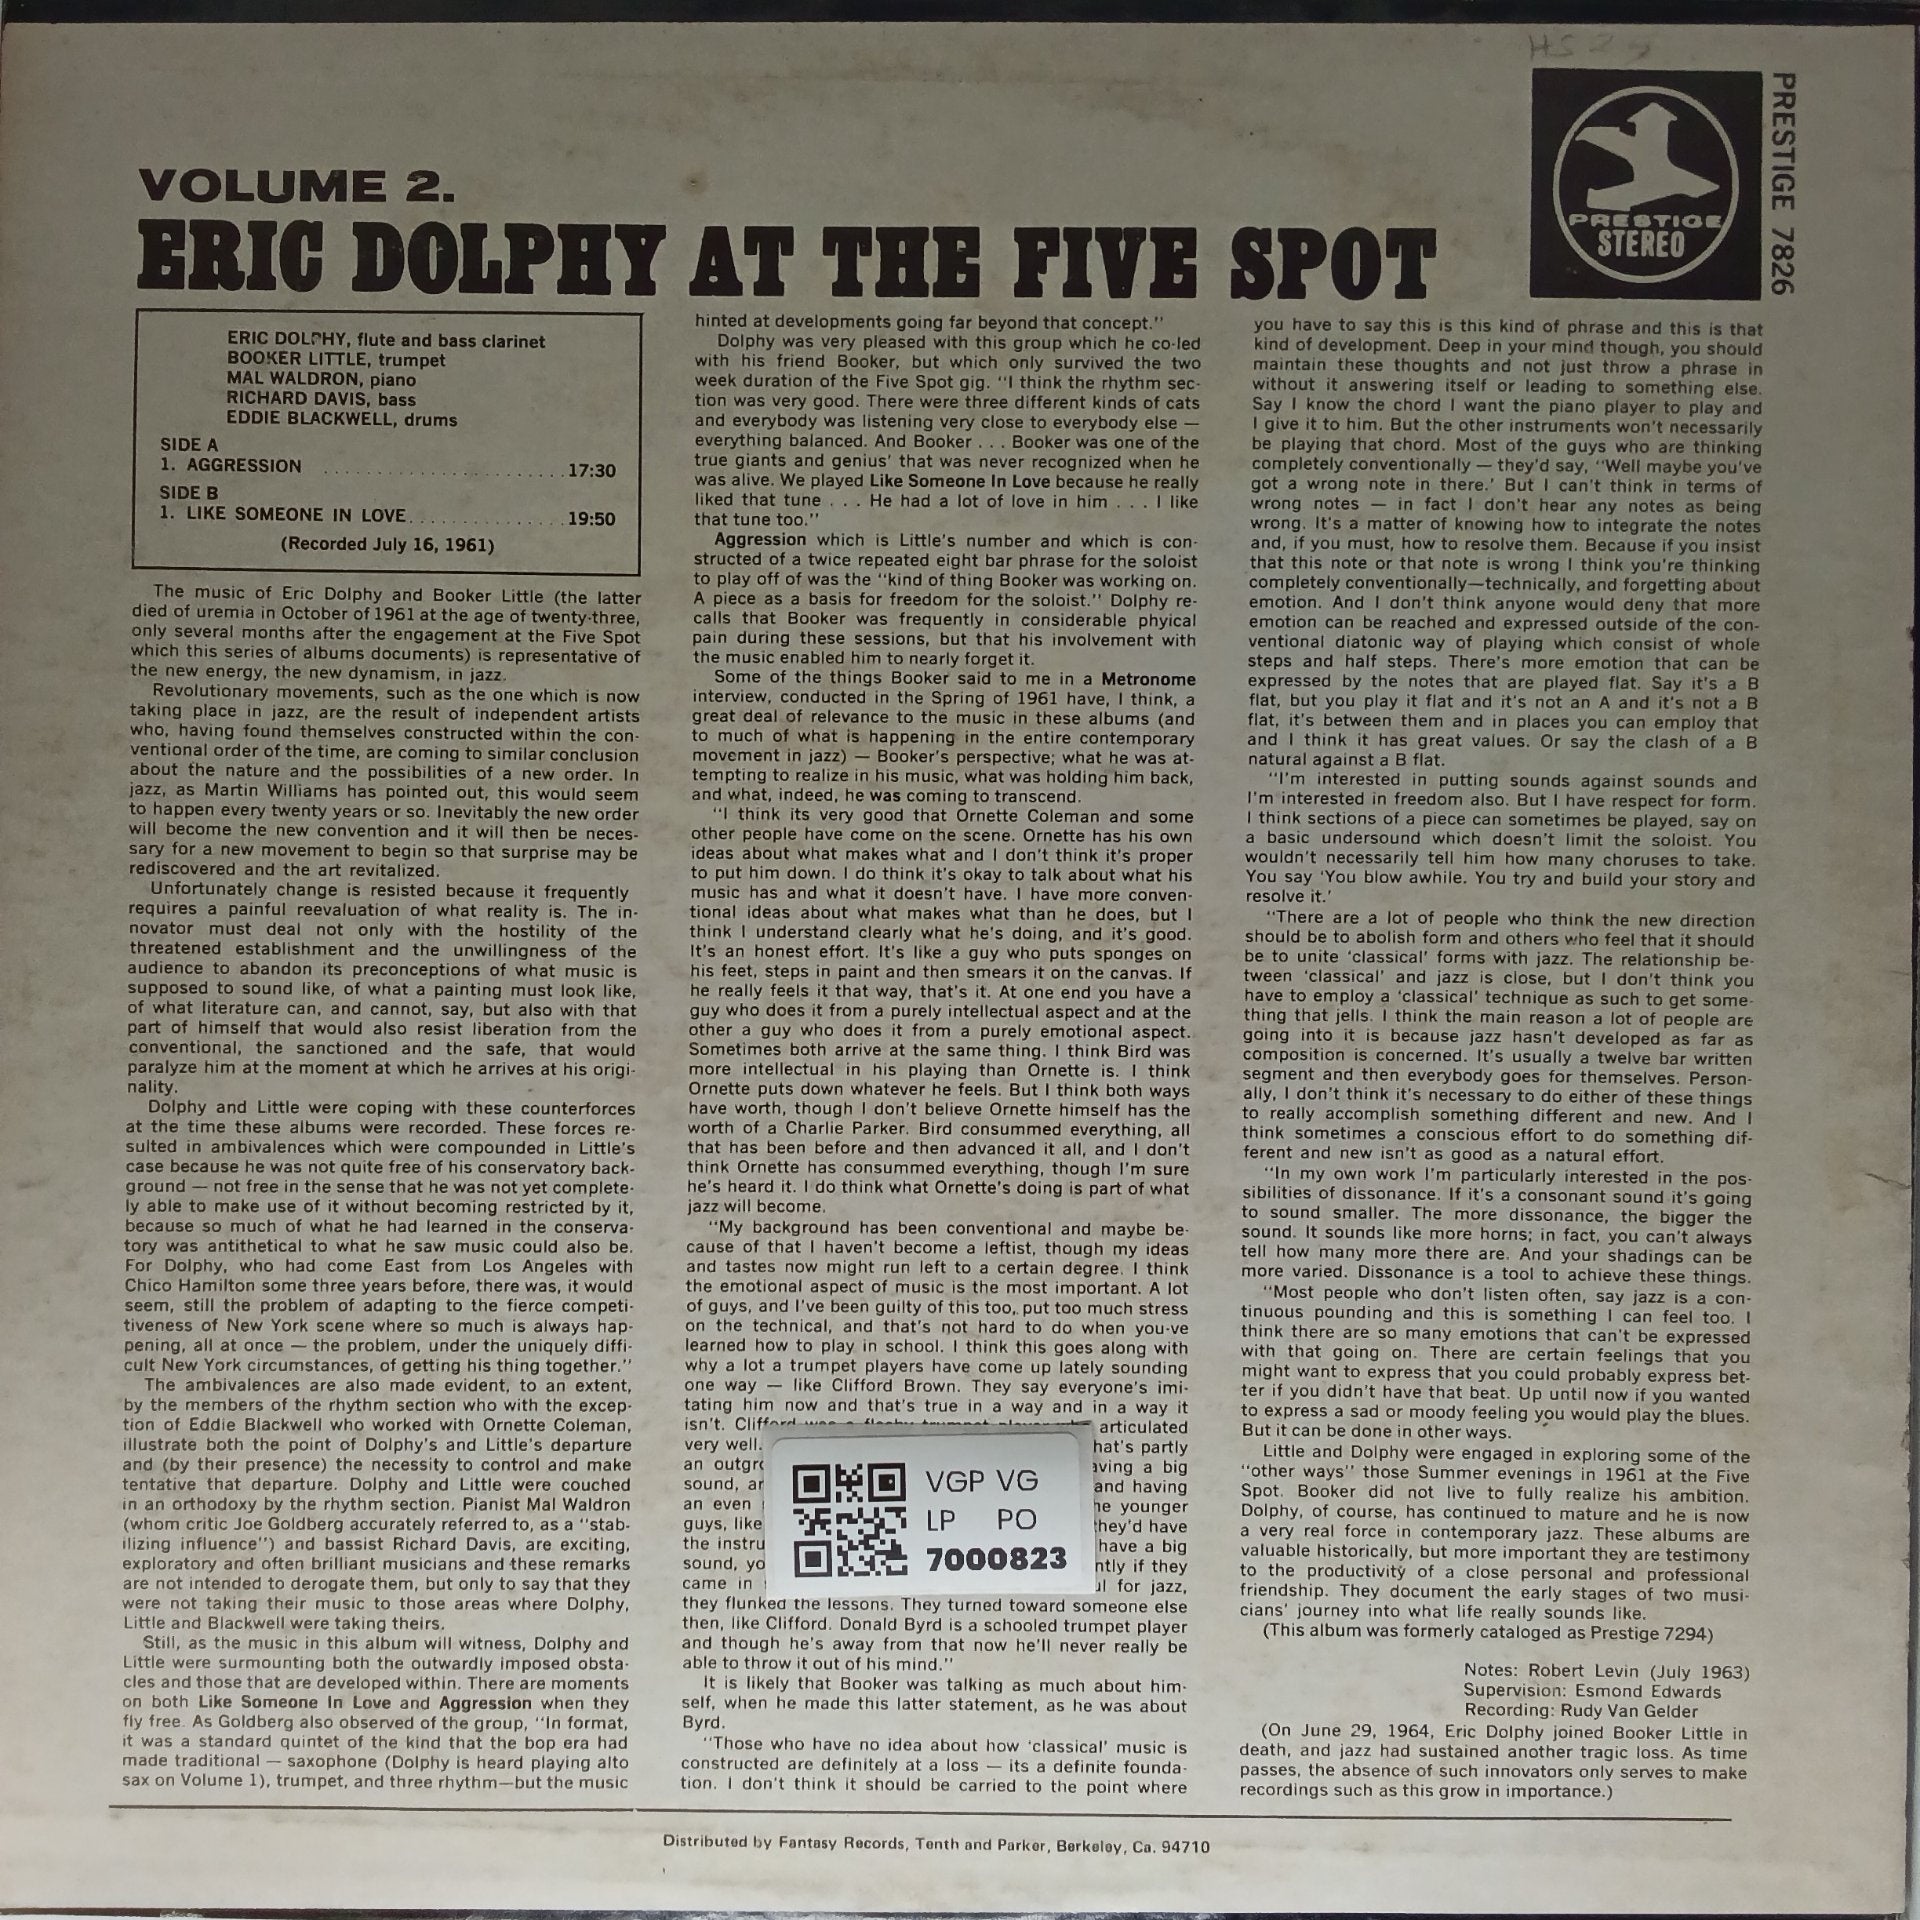 PRESTIGE 7826
PRESTIGE
STEREO
VOLUME 2.
ERIC DOLPHY AT THE FIVE SPOT
ERIC DOLPHY, flute and bass clarinet
BOOKER LITTLE, trumpet
MAL WALDRON, piano
RICHARD DAVIS, bass
EDDIE BLACKWELL, drums
SIDE A
1. AGGRESSION ........................ 17:30
SIDE B
1. LIKE SOMEONE IN LOVE............... 19:50
(Recorded July 16, 1961)
The music of Eric Dolphy and Booker Little (the latter
died of uremia in October of 1961 at the age of twenty-three,
only several months after the engagement at the Five Spot
which this series of albums documents) is representative of
the new energy, the new dynamism, in jazz.
Revolutionary movements, such as the one which is now
taking place in jazz, are the result of independent artists
who, having found themselves constructed within the con-
ventional order of the time, are coming to similar conclusion
about the nature and the possibilities of a new order. In
jazz, as Martin Williams has pointed out, this would seem
to happen every twenty years or so. Inevitably the new order
will become the new convention and it will then be neces-
sary for a new movement to begin so that surprise may be
rediscovered and the art revitalized.
Unfortunately change is resisted because it frequently
requires a painful reevaluation of what reality is. The in-
novator must deal not only with the hostility of the
threatened establishment and the unwillingness of the
audience to abandon its preconceptions of what music is
supposed to sound like, of what a painting must look like,
of what literature can, and cannot, say, but also with that
part of himself that would also resist liberation from the
conventional, the sanctioned and the safe, that would
paralyze him at the moment at which he arrives at his origi-
nality.
Dolphy and Little were coping with these counterforces
at the time these albums were recorded. These forces re-
sulted in ambivalences which were compounded in Little's
case because he was not quite free of his conservatory back-
ground — not free in the sense that he was not yet complete-
ly able to make use of it without becoming restricted by it,
because so much of what he had learned in the conserva-
tory was antithetical to what he saw music could also be.
For Dolphy, who had come East from Los Angeles with
Chico Hamilton some three years before, there was, it would
seem, still the problem of adapting to the fierce competi-
tiveness of New York scene where so much is always hap-
pening, all at once — the problem, under the uniquely diffi-
cult New York circumstances, of getting his thing together."
The ambivalences are also made evident, to an extent,
by the members of the rhythm section who with the excep-
tion of Eddie Blackwell who worked with Ornette Coleman,
illustrate both the point of Dolphy's and Little's departure
and (by their presence) the necessity to control and make
tentative that departure. Dolphy and Little were couched
in an orthodoxy by the rhythm section. Pianist Mal Waldron
(whom critic Joe Goldberg accurately referred to, as a "stab-
ilizing influence") and bassist Richard Davis, are exciting,
exploratory and often brilliant musicians and these remarks
are not intended to derogate them, but only to say that they
were not taking their music to those areas where Dolphy,
Little and Blackwell were taking theirs.
Still, as the music in this album will witness, Dolphy and
Little were surmounting both the outwardly imposed obsta-
cles and those that are developed within. There are moments
on both Like Someone In Love and Aggression when they
fly free. As Goldberg also observed of the group, "In format,
it was a standard quintet of the kind that the bop era had
made traditional — saxophone (Dolphy is heard playing alto
sax on Volume 1), trumpet, and three rhythm—but the music
hinted at developments going far beyond that concept."
Dolphy was very pleased with this group which he co-led
with his friend Booker, but which only survived the two
week duration of the Five Spot gig. "I think the rhythm sec-
tion was very good. There were three different kinds of cats
and everybody was listening very close to everybody else —
everything balanced. And Booker . . . Booker was one of the
true giants and genius' that was never recognized when he
was alive. We played Like Someone In Love because he really
liked that tune . . . He had a lot of love in him . . . I like
that tune too."
Aggression which is Little's number and which is con-
structed of a twice repeated eight bar phrase for the soloist
to play off of was the "kind of thing Booker was working on.
A piece as a basis for freedom for the soloist." Dolphy re-
calls that Booker was frequently in considerable phyical
pain during these sessions, but that his involvement with
the music enabled him to nearly forget it.
Some of the things Booker said to me in a Metronome
interview, conducted in the Spring of 1961 have, I think, a
great deal of relevance to the music in these albums (and
to much of what is happening in the entire contemporary
movement in jazz) — Booker's perspective; what he was at-
tempting to realize in his music, what was holding him back,
and what, indeed, he was coming to transcend.
"I think its very good that Ornette Coleman and some
other people have come on the scene. Ornette has his own
ideas about what makes what and I don't think it's proper
to put him down. I do think it's okay to talk about what his
music has and what it doesn't have. I have more conven-
tional ideas about what makes what than he does, but I
think I understand clearly what he's doing, and it's good.
It's an honest effort. It's like a guy who puts sponges on
his feet, steps in paint and then smears it on the canvas. If
he really feels it that way, that's it. At one end you have a
guy who does it from a purely intellectual aspect and at the
other a guy who does it from a purely emotional aspect.
Sometimes both arrive at the same thing. I think Bird was
more intellectual in his playing than Ornette is. I think
Ornette puts down whatever he feels. But I think both ways
have worth, though I don't believe Ornette himself has the
worth of a Charlie Parker. Bird consummed everything, all
that has been before and then advanced it all, and I don't
think Ornette has consummed everything, though I'm sure
he's heard it. I do think what Ornette's doing is part of what
jazz will become.
"My background has been conventional and maybe be-
cause of that I haven't become a leftist, though my ideas
and tastes now might run left to a certain degree. I think
the emotional aspect of music is the most important. A lot
of guys, and I've been guilty of this too, put too much stress
on the technical, and that's not hard to do when you-ve
learned how to play in school. I think this goes along with
why a lot a trumpet players have come up lately sounding
one way — like Clifford Brown. They say everyone's imi-
tating him now and that's true in a way and in a way it
isn't. Clifford was a flashy trumpet player who articulated
very well. hat's partly
an outgr aving a big
sound, ar and having
an even he younger
guys, like they'd have
the instru have a big
sound, yo ntly if they
came in ul for jazz,
they flunked the lessons. They turned toward someone else
then, like Clifford. Donald Byrd is a schooled trumpet player
and though he's away from that now he'll never really be
able to throw it out of his mind."
It is likely that Booker was talking as much about him-
self, when he made this latter statement, as he was about
Byrd.
"Those who have no idea about how 'classical' music is
constructed are definitely at a loss — its a definite founda-
tion. I don't think it should be carried to the point where
VGP VG
LP PO
7000823
you have to say this is this kind of phrase and this is that
kind of development. Deep in your mind though, you should
maintain these thoughts and not just throw a phrase in
without it answering itself or leading to something else.
Say I know the chord I want the piano player to play and
I give it to him. But the other instruments won't necessarily
be playing that chord. Most of the guys who are thinking
completely conventionally — they'd say, "Well maybe you've
got a wrong note in there.' But I can't think in terms of
wrong notes — in fact I don't hear any notes as being
wrong. It's a matter of knowing how to integrate the notes
and, if you must, how to resolve them. Because if you insist
that this note or that note is wrong I think you're thinking
completely conventionally—technically, and forgetting about
emotion. And I don't think anyone would deny that more
emotion can be reached and expressed outside of the con-
ventional diatonic way of playing which consist of whole
steps and half steps. There's more emotion that can be
expressed by the notes that are played flat. Say it's a B
flat, but you play it flat and it's not an A and it's not a B
flat, it's between them and in places you can employ that
and I think it has great values. Or say the clash of a B
natural against a B flat.
"I'm interested in putting sounds against sounds and
I'm interested in freedom also. But I have respect for form.
I think sections of a piece can sometimes be played, say on
a basic undersound which doesn't limit the soloist. You
wouldn't necessarily tell him how many choruses to take.
You say 'You blow awhile. You try and build your story and
resolve it.'
"There are a lot of people who think the new direction
should be to abolish form and others who feel that it should
be to unite 'classical' forms with jazz. The relationship be-
tween 'classical' and jazz is close, but I don't think you
have to employ a 'classical' technique as such to get some-
thing that jells. I think the main reason a lot of people are
going into it is because jazz hasn't developed as far as
composition is concerned. It's usually a twelve bar written
segment and then everybody goes for themselves. Person-
ally, I don't think it's necessary to do either of these things
to really accomplish something different and new. And I
think sometimes a conscious effort to do something dif-
ferent and new isn't as good as a natural effort.
"In my own work I'm particularly interested in the pos-
sibilities of dissonance. If it's a consonant sound it's going
to sound smaller. The more dissonance, the bigger the
sound. It sounds like more horns; in fact, you can't always
tell how many more there are. And your shadings can be
more varied. Dissonance is a tool to achieve these things.
"Most people who don't listen often, say jazz is a con-
tinuous pounding and this is something I can feel too. I
think there are so many emotions that can't be expressed
with that going on. There are certain feelings that you
might want to express that you could probably express bet-
ter if you didn't have that beat. Up until now if you wanted
to express a sad or moody feeling you would play the blues.
But it can be done in other ways.
Little and Dolphy were engaged in exploring some of the
"other ways" those Summer evenings in 1961 at the Five
Spot. Booker did not live to fully realize his ambition.
Dolphy, of course, has continued to mature and he is now
a very real force in contemporary jazz. These albums are
valuable historically, but more important they are testimony
to the productivity of a close personal and professional
friendship. They document the early stages of two musi-
cians' journey into what life really sounds like.
(This album was formerly cataloged as Prestige 7294)
Notes: Robert Levin (July 1963)
Supervision: Esmond Edwards
Recording: Rudy Van Gelder
(On June 29, 1964, Eric Dolphy joined Booker Little in
death, and jazz had sustained another tragic loss. As time
passes, the absence of such innovators only serves to make
recordings such as this grow in importance.)
Distributed by Fantasy Records, Tenth and Parker, Berkeley, Ca. 94710